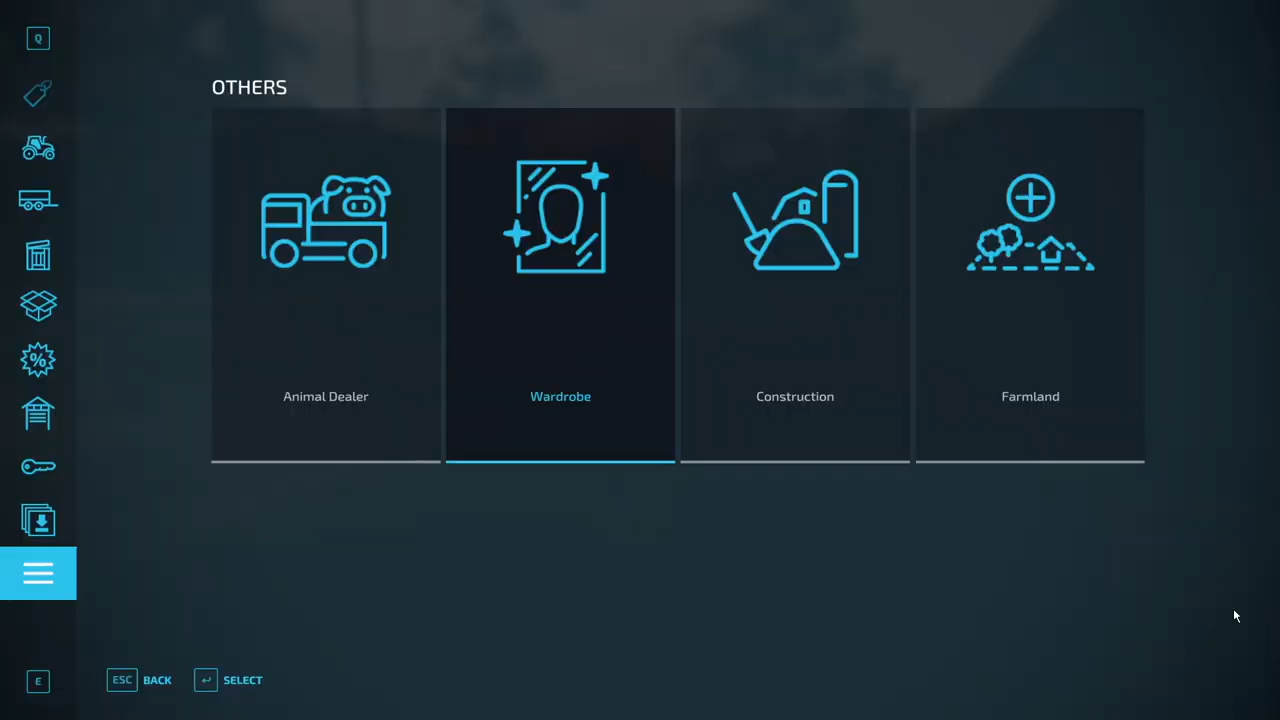 Q
OTHERS
%
Animal Dealer
Wardrobe
Construction
Farmland
E
ESC BACK ↵ SELECT